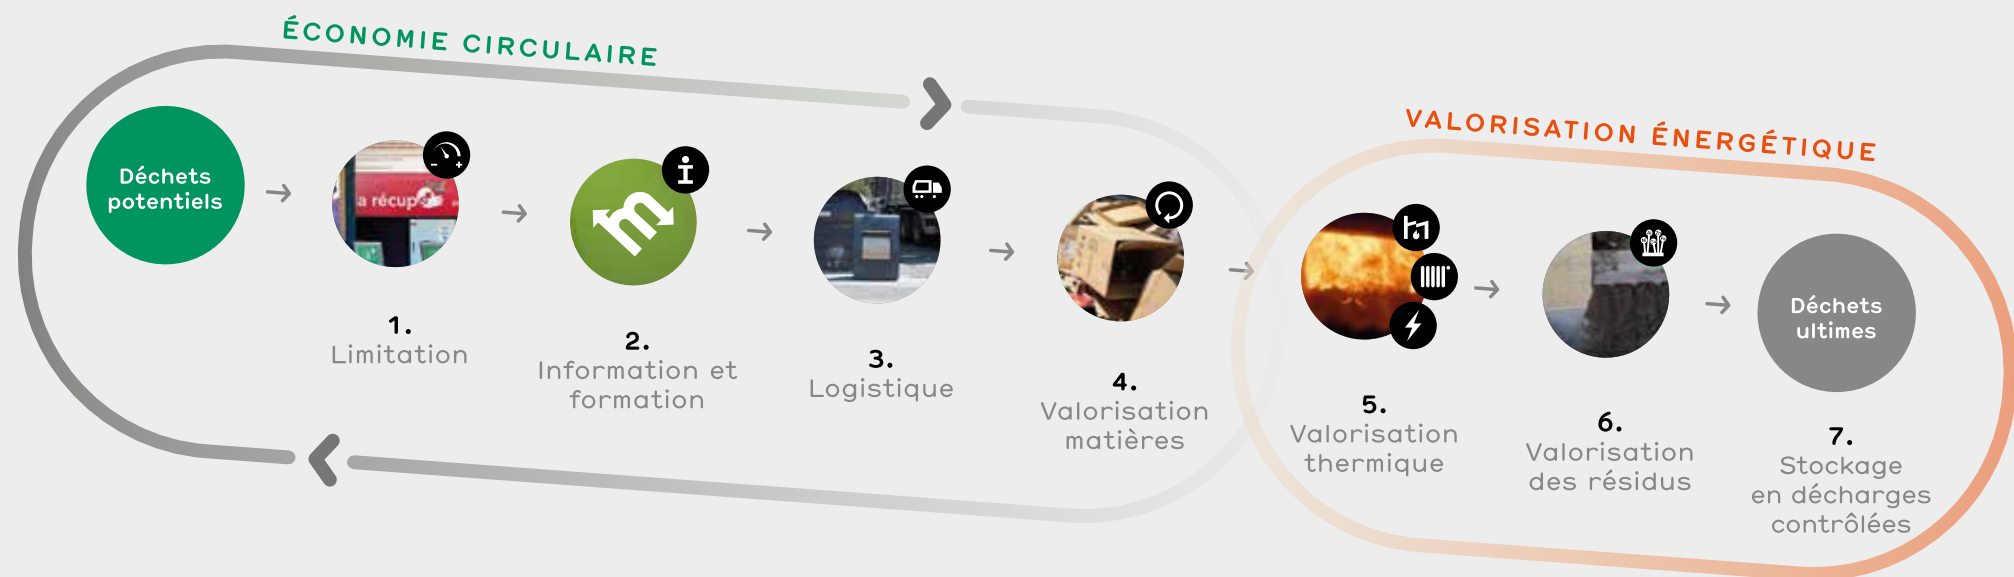 ÉCONOMIE CIRCULAIRE
VALORISATION ÉNERGÉTIQUE
Déchets
potentiels
a récup
m
1.
Limitation
2.
Information et
formation
3.
Logistique
4.
Valorisation
matières
5.
Valorisation
thermique
6.
Valorisation
des résidus
Déchets
ultimes
7.
Stockage
en décharges
contrôlées